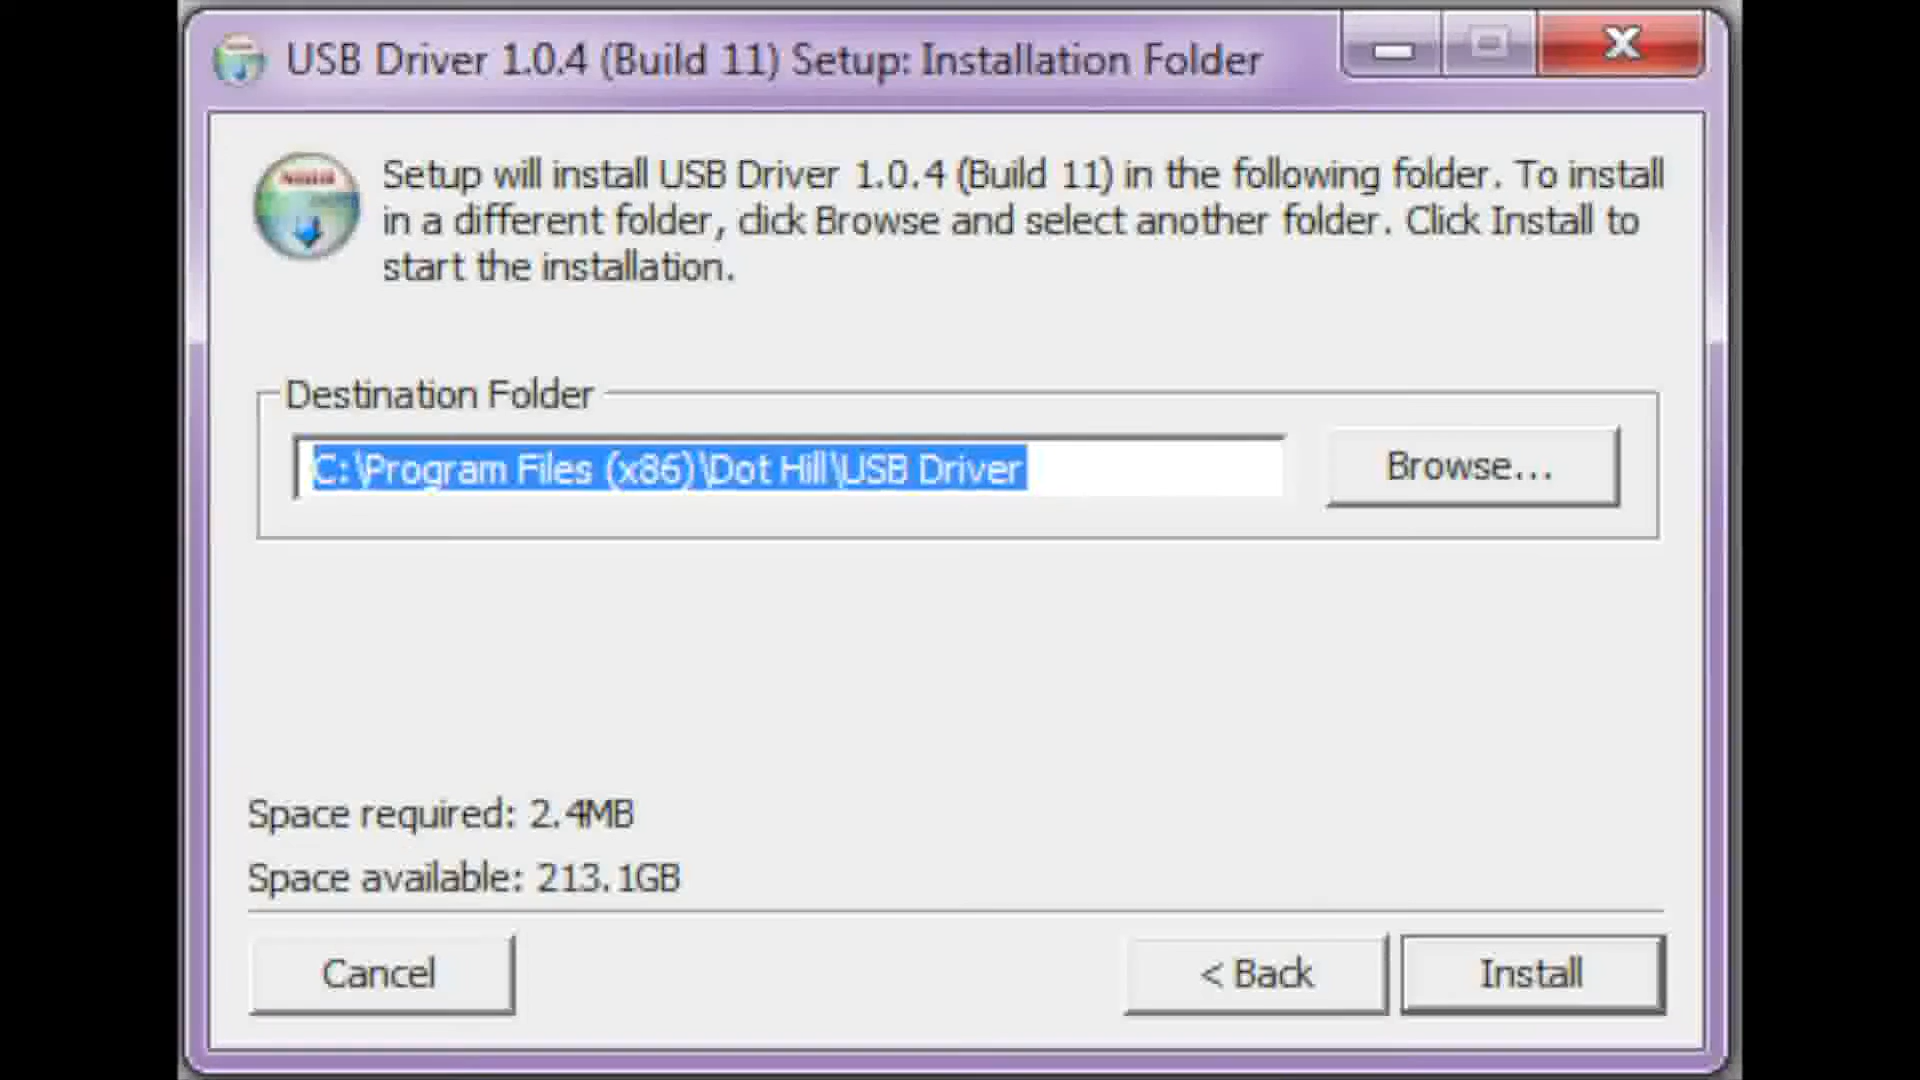 USB Driver 1.0.4 (Build 11) Setup: Installation Folder
Setup will install USB Driver 1.0.4 (Build 11) in the following folder. To install
in a different folder, click Browse and select another folder. Click Install to
start the installation.
Destination Folder
C:\Program Files (x86)\Dot Hill\USB Driver
Browse...
Space required: 2.4MB
Space available: 213.1GB
Cancel
< Back
Install